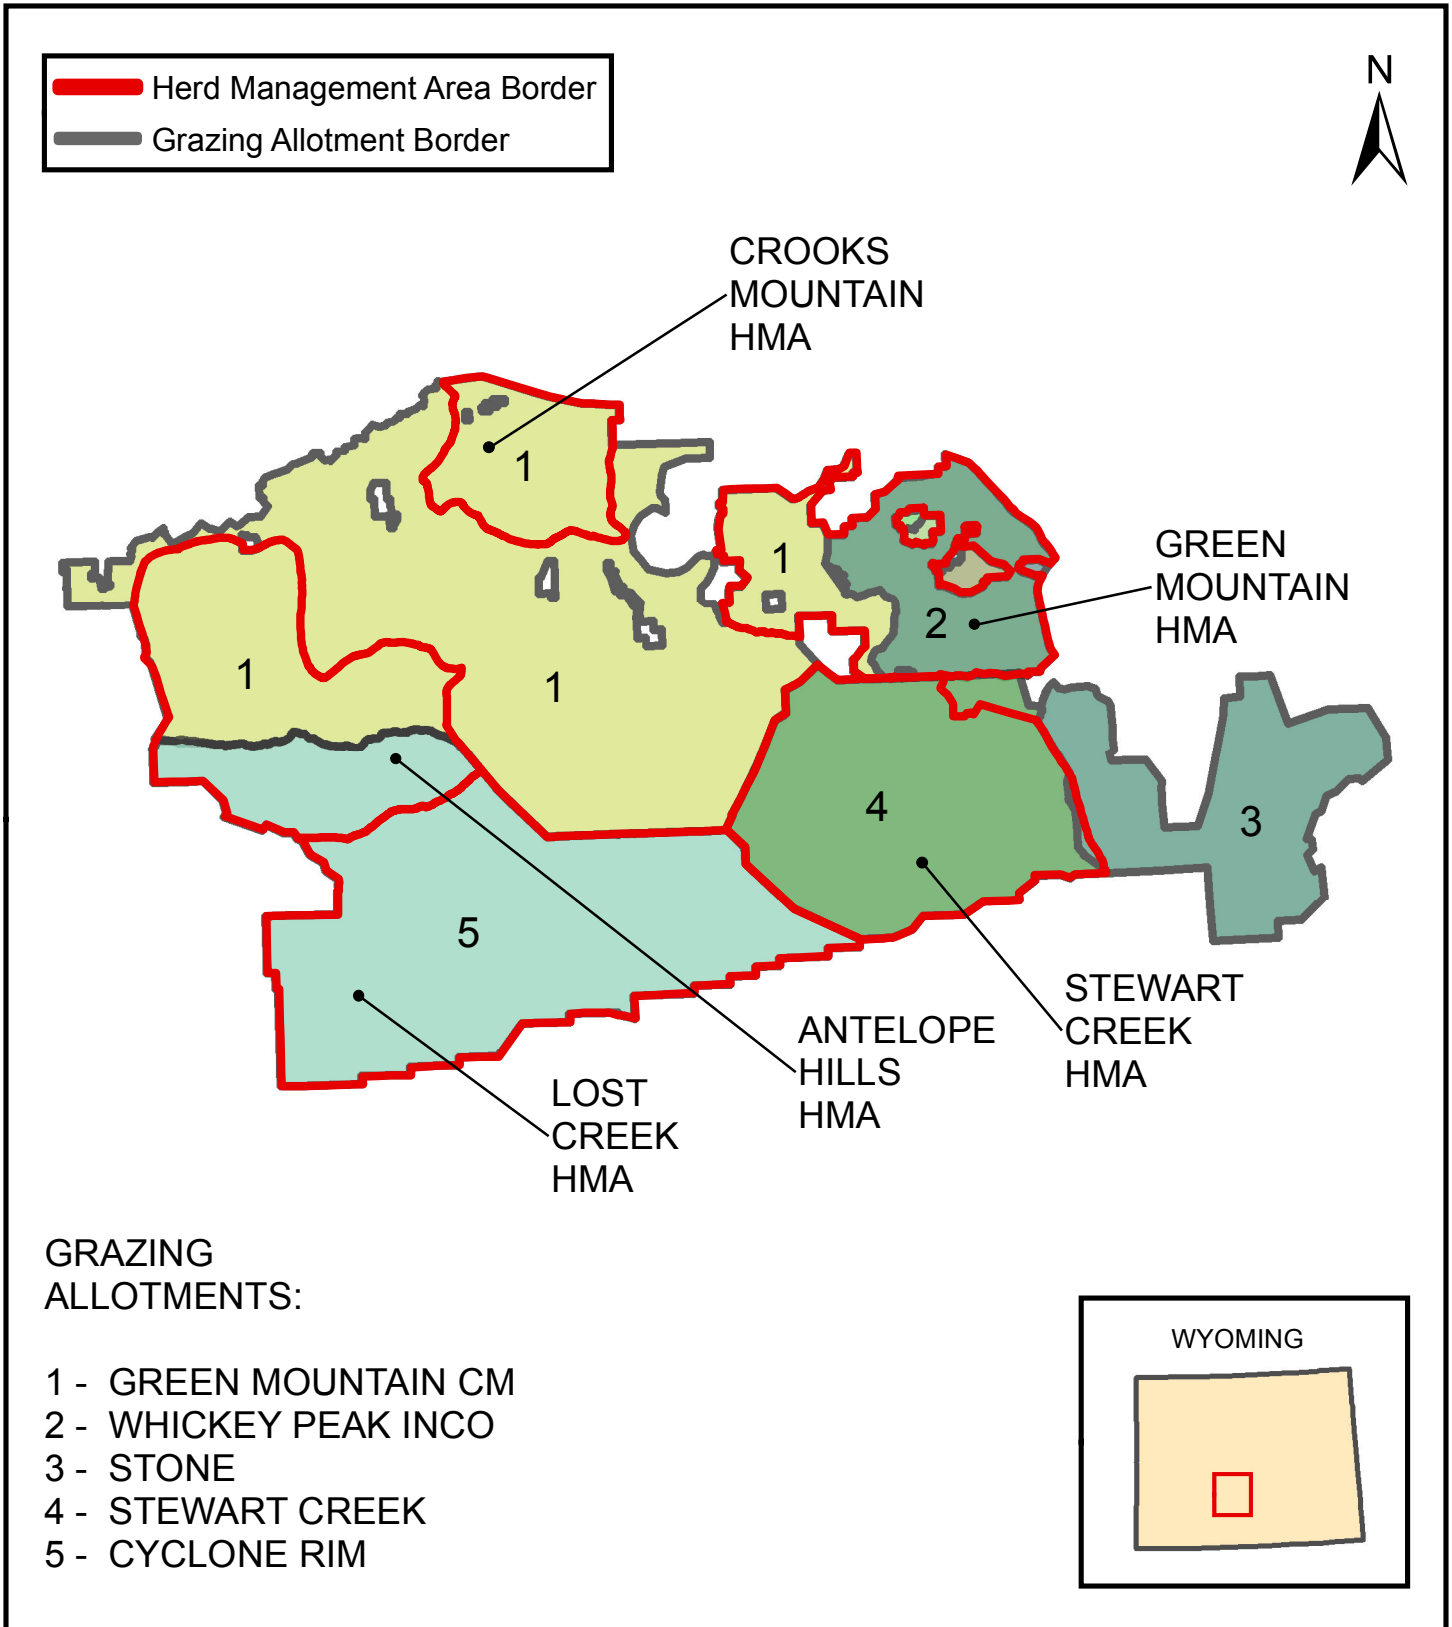 Herd Management Area Border
Grazing Allotment Border
N
CROOKS
MOUNTAIN
HMA
1
1
GREEN
MOUNTAIN
HMA
2
1
1
4
3
5
STEWART
CREEK
HMA
ANTELOPE
HILLS
HMA
LOST
CREEK
HMA
GRAZING
ALLOTMENTS:
1 - GREEN MOUNTAIN CM
2 - WHICKEY PEAK INCO
3 - STONE
4 - STEWART CREEK
5 - CYCLONE RIM
WYOMING